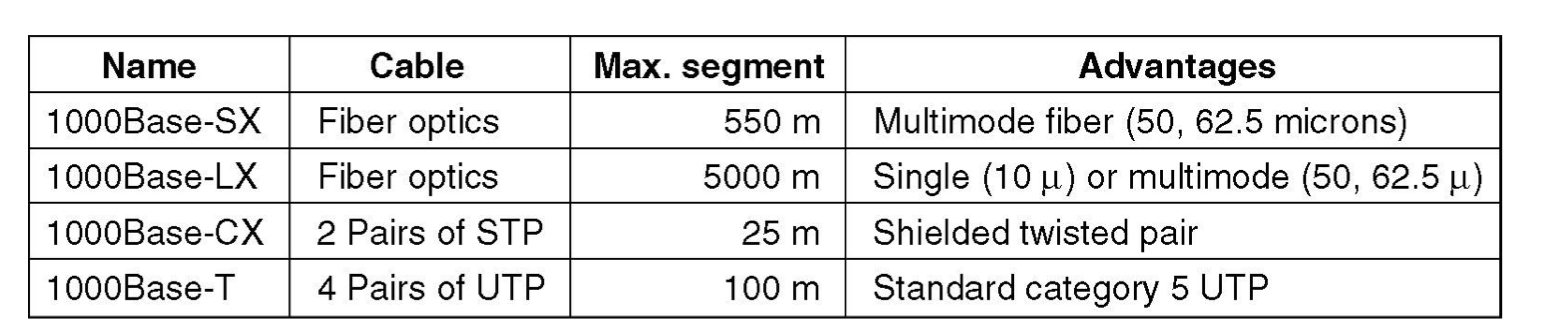 Name Cable Max. segment Advantages
1000Base-SX Fiber optics 550 m Multimode fiber (50, 62.5 microns)
1000Base-LX Fiber optics 5000 m Single (10 μ) or multimode (50, 62.5 μ)
1000Base-CX 2 Pairs of STP 25 m Shielded twisted pair
1000Base-T 4 Pairs of UTP 100 m Standard category 5 UTP